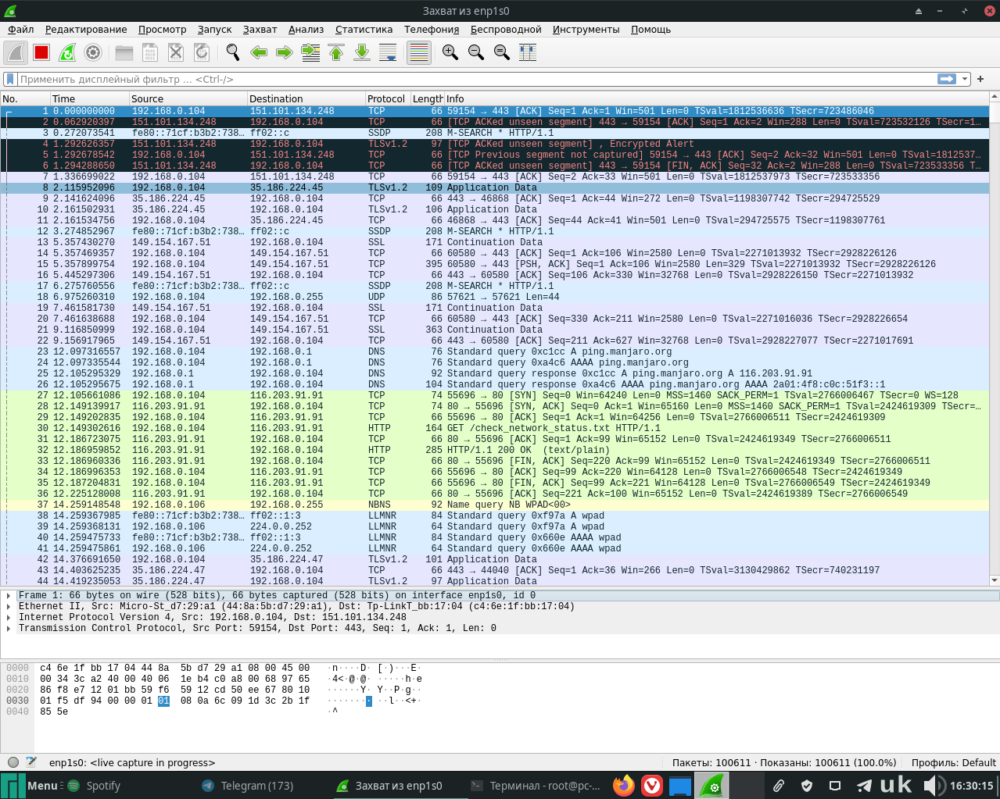 Захват из enp1s0
Файл Редактирование Просмотр Запуск Захват Анализ Статистика Телефония Беспроводной Инструменты Помощь
Применить дисплейный фильтр ... <Ctrl-/>
No. Time Source Destination Protocol Length Info
1 0.000000000 192.168.0.104 151.101.134.248 TCP 66 59154 → 443 [ACK] Seq=1 Ack=1 Win=501 Len=0 TSval=1812536636 TSecr=723486046
2 0.062920397 151.101.134.248 192.168.0.104 TCP 66 [TCP ACKed unseen segment] 443 → 59154 [ACK] Seq=1 Ack=2 Win=288 Len=0 TSval=723532126 TSecr=1…
3 0.272073541 fe80::71cf:b3b2:738… ff02::c SSDP 208 M-SEARCH * HTTP/1.1
4 1.292626357 151.101.134.248 192.168.0.104 TLSv1.2 97 [TCP ACKed unseen segment] , Encrypted Alert
5 1.292678542 192.168.0.104 151.101.134.248 TCP 66 [TCP Previous segment not captured] 59154 → 443 [ACK] Seq=2 Ack=32 Win=501 Len=0 TSval=1812537…
6 1.294288650 151.101.134.248 192.168.0.104 TCP 66 [TCP ACKed unseen segment] 443 → 59154 [FIN, ACK] Seq=32 Ack=2 Win=288 Len=0 TSval=723533356 T…
7 1.336699022 192.168.0.104 151.101.134.248 TCP 66 59154 → 443 [ACK] Seq=2 Ack=33 Win=501 Len=0 TSval=1812537973 TSecr=723533356
8 2.115952096 192.168.0.104 35.186.224.45 TLSv1.2 109 Application Data
9 2.141624096 35.186.224.45 192.168.0.104 TCP 66 443 → 46868 [ACK] Seq=1 Ack=44 Win=272 Len=0 TSval=1198307742 TSecr=294725529
10 2.161502931 35.186.224.45 192.168.0.104 TLSv1.2 106 Application Data
11 2.161534756 192.168.0.104 35.186.224.45 TCP 66 46868 → 443 [ACK] Seq=44 Ack=41 Win=501 Len=0 TSval=294725575 TSecr=1198307761
12 3.274852967 fe80::71cf:b3b2:738… ff02::c SSDP 208 M-SEARCH * HTTP/1.1
13 5.357430270 149.154.167.51 192.168.0.104 SSL 171 Continuation Data
14 5.357469357 192.168.0.104 149.154.167.51 TCP 66 60580 → 443 [ACK] Seq=1 Ack=106 Win=2580 Len=0 TSval=2271013932 TSecr=2928226126
15 5.357899754 192.168.0.104 149.154.167.51 TCP 395 60580 → 443 [PSH, ACK] Seq=1 Ack=106 Win=2580 Len=329 TSval=2271013932 TSecr=2928226126
16 5.445297306 149.154.167.51 192.168.0.104 TCP 66 443 → 60580 [ACK] Seq=106 Ack=330 Win=32768 Len=0 TSval=2928226150 TSecr=2271013932
17 6.275760556 fe80::71cf:b3b2:738… ff02::c SSDP 208 M-SEARCH * HTTP/1.1
18 6.975260310 192.168.0.104 192.168.0.255 UDP 86 57621 → 57621 Len=44
19 7.461581730 149.154.167.51 192.168.0.104 SSL 171 Continuation Data
20 7.461638688 192.168.0.104 149.154.167.51 TCP 66 60580 → 443 [ACK] Seq=330 Ack=211 Win=2580 Len=0 TSval=2271016036 TSecr=2928226654
21 9.116850999 192.168.0.104 149.154.167.51 SSL 363 Continuation Data
22 9.156917965 149.154.167.51 192.168.0.104 TCP 66 443 → 60580 [ACK] Seq=211 Ack=627 Win=32768 Len=0 TSval=2928227077 TSecr=2271017691
23 12.097316557 192.168.0.104 192.168.0.1 DNS 76 Standard query 0xc1cc A ping.manjaro.org
24 12.097335544 192.168.0.104 192.168.0.1 DNS 76 Standard query 0xa4c6 AAAA ping.manjaro.org
25 12.105295329 192.168.0.1 192.168.0.104 DNS 92 Standard query response 0xc1cc A ping.manjaro.org A 116.203.91.91
26 12.105295675 192.168.0.1 192.168.0.104 DNS 104 Standard query response 0xa4c6 AAAA ping.manjaro.org AAAA 2a01:4f8:c0c:51f3::1
27 12.105661086 192.168.0.104 116.203.91.91 TCP 74 55696 → 80 [SYN] Seq=0 Win=64240 Len=0 MSS=1460 SACK_PERM=1 TSval=2766006467 TSecr=0 WS=128
28 12.149139917 116.203.91.91 192.168.0.104 TCP 74 80 → 55696 [SYN, ACK] Seq=0 Ack=1 Win=65160 Len=0 MSS=1460 SACK_PERM=1 TSval=2424619309 TSecr=…
29 12.149202835 192.168.0.104 116.203.91.91 TCP 66 55696 → 80 [ACK] Seq=1 Ack=1 Win=64256 Len=0 TSval=2766006511 TSecr=2424619309
30 12.149302616 192.168.0.104 116.203.91.91 HTTP 164 GET /check_network_status.txt HTTP/1.1
31 12.186723075 116.203.91.91 192.168.0.104 TCP 66 80 → 55696 [ACK] Seq=1 Ack=99 Win=65152 Len=0 TSval=2424619349 TSecr=2766006511
32 12.186959852 116.203.91.91 192.168.0.104 HTTP 285 HTTP/1.1 200 OK (text/plain)
33 12.186960336 116.203.91.91 192.168.0.104 TCP 66 80 → 55696 [FIN, ACK] Seq=220 Ack=99 Win=65152 Len=0 TSval=2424619349 TSecr=2766006511
34 12.186996353 192.168.0.104 116.203.91.91 TCP 66 55696 → 80 [ACK] Seq=99 Ack=220 Win=64128 Len=0 TSval=2766006548 TSecr=2424619349
35 12.187204831 192.168.0.104 116.203.91.91 TCP 66 55696 → 80 [FIN, ACK] Seq=99 Ack=221 Win=64128 Len=0 TSval=2766006549 TSecr=2424619349
36 12.225128008 116.203.91.91 192.168.0.104 TCP 66 80 → 55696 [ACK] Seq=221 Ack=100 Win=65152 Len=0 TSval=2424619389 TSecr=2766006549
37 14.259148548 192.168.0.106 192.168.0.255 NBNS 92 Name query NB WPAD<00>
38 14.259367985 fe80::71cf:b3b2:738… ff02::1:3 LLMNR 84 Standard query 0xf97a A wpad
39 14.259368131 192.168.0.106 224.0.0.252 LLMNR 64 Standard query 0xf97a A wpad
40 14.259475733 fe80::71cf:b3b2:738… ff02::1:3 LLMNR 84 Standard query 0x660e AAAA wpad
41 14.259475861 192.168.0.106 224.0.0.252 LLMNR 64 Standard query 0x660e AAAA wpad
42 14.376691650 192.168.0.104 35.186.224.47 TLSv1.2 101 Application Data
43 14.403625235 35.186.224.47 192.168.0.104 TCP 66 443 → 44040 [ACK] Seq=1 Ack=36 Win=266 Len=0 TSval=3130429862 TSecr=740231197
44 14.419235053 35.186.224.47 192.168.0.104 TLSv1.2 97 Application Data
Frame 1: 66 bytes on wire (528 bits), 66 bytes captured (528 bits) on interface enp1s0, id 0
Ethernet II, Src: Micro-St_d7:29:a1 (44:8a:5b:d7:29:a1), Dst: Tp-LinkT_bb:17:04 (c4:6e:1f:bb:17:04)
Internet Protocol Version 4, Src: 192.168.0.104, Dst: 151.101.134.248
Transmission Control Protocol, Src Port: 59154, Dst Port: 443, Seq: 1, Ack: 1, Len: 0
0000 c4 6e 1f bb 17 04 44 8a 5b d7 29 a1 08 00 45 00 ·n····D· [·)···E·
0010 00 34 3c a2 40 00 40 06 1e b4 c0 a8 00 68 97 65 ·4<·@·@· ·····h·e
0020 86 f8 e7 12 01 bb 59 f6 59 12 cd 50 ee 67 80 10 ······Y· Y··P·g··
0030 01 f5 df 94 00 00 01 01 08 0a 6c 09 1d 3c 2b 1f ········ ··l··<+·
0040 85 5e ·^
enp1s0: <live capture in progress>
Пакеты: 100611 · Показаны: 100611 (100.0%)
Профиль: Default
Menu Spotify Telegram (173) Захват из enp1s0 Терминал - root@pc-... uk 16:30:15